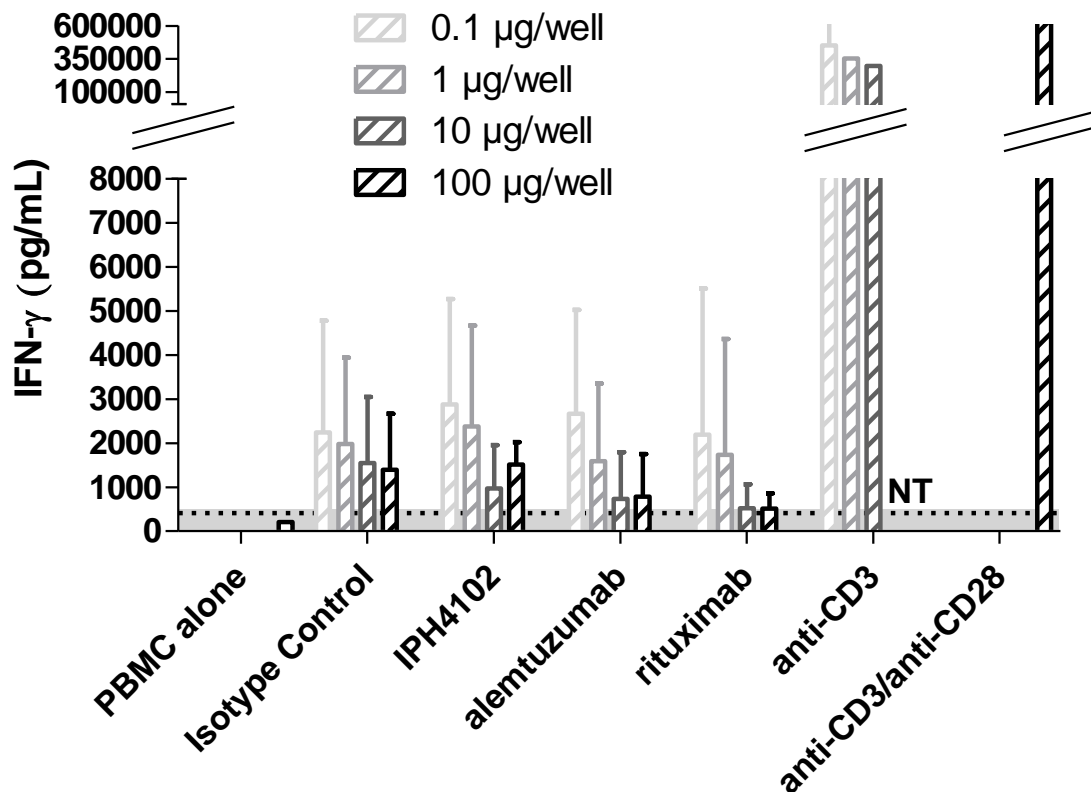 600000
350000
100000
8000
7000
6000
5000
4000
3000
2000
1000
0
IFN-γ (pg/mL)
0.1 µg/well
1 µg/well
10 µg/well
100 µg/well
NT
PBMC alone
Isotype Control
IPH4102
alemtuzumab
rituximab
anti-CD3
anti-CD3/anti-CD28